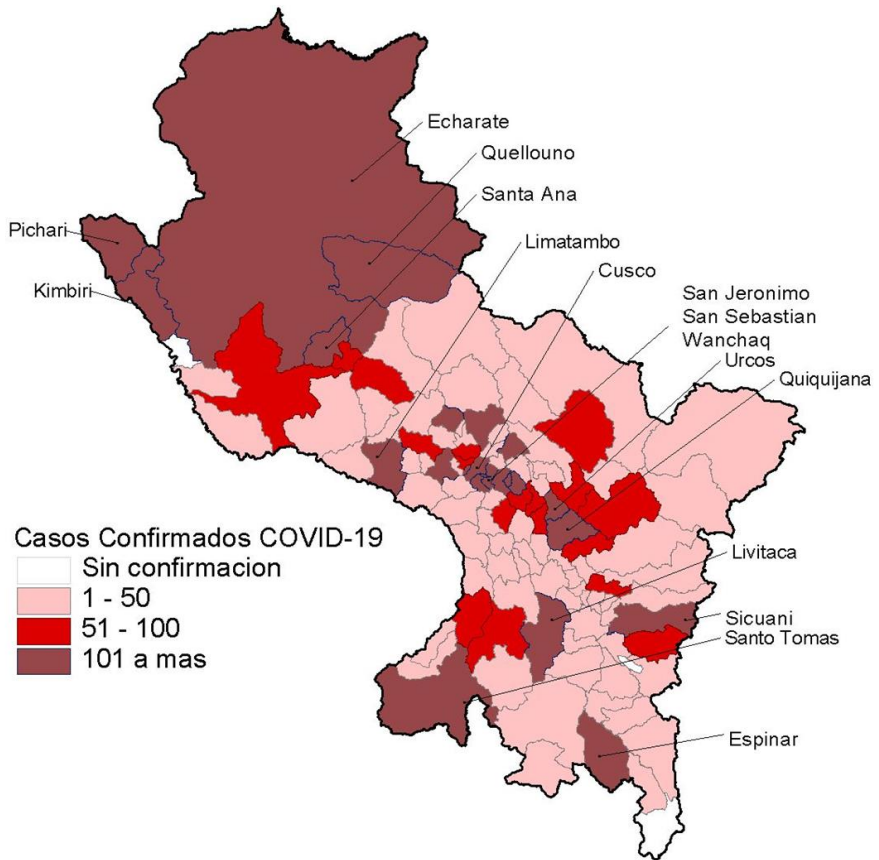 Echarate
Quellouno
Santa Ana
Pichari
Limatambo
Cusco
Kimbiri
San Jeronimo
San Sebastian
Wanchaq
Urcos
Quiquijana
Casos Confirmados COVID-19
Sin confirmacion
1 - 50
51 - 100
101 a mas
Livitaca
Sicuani
Santo Tomas
Espinar